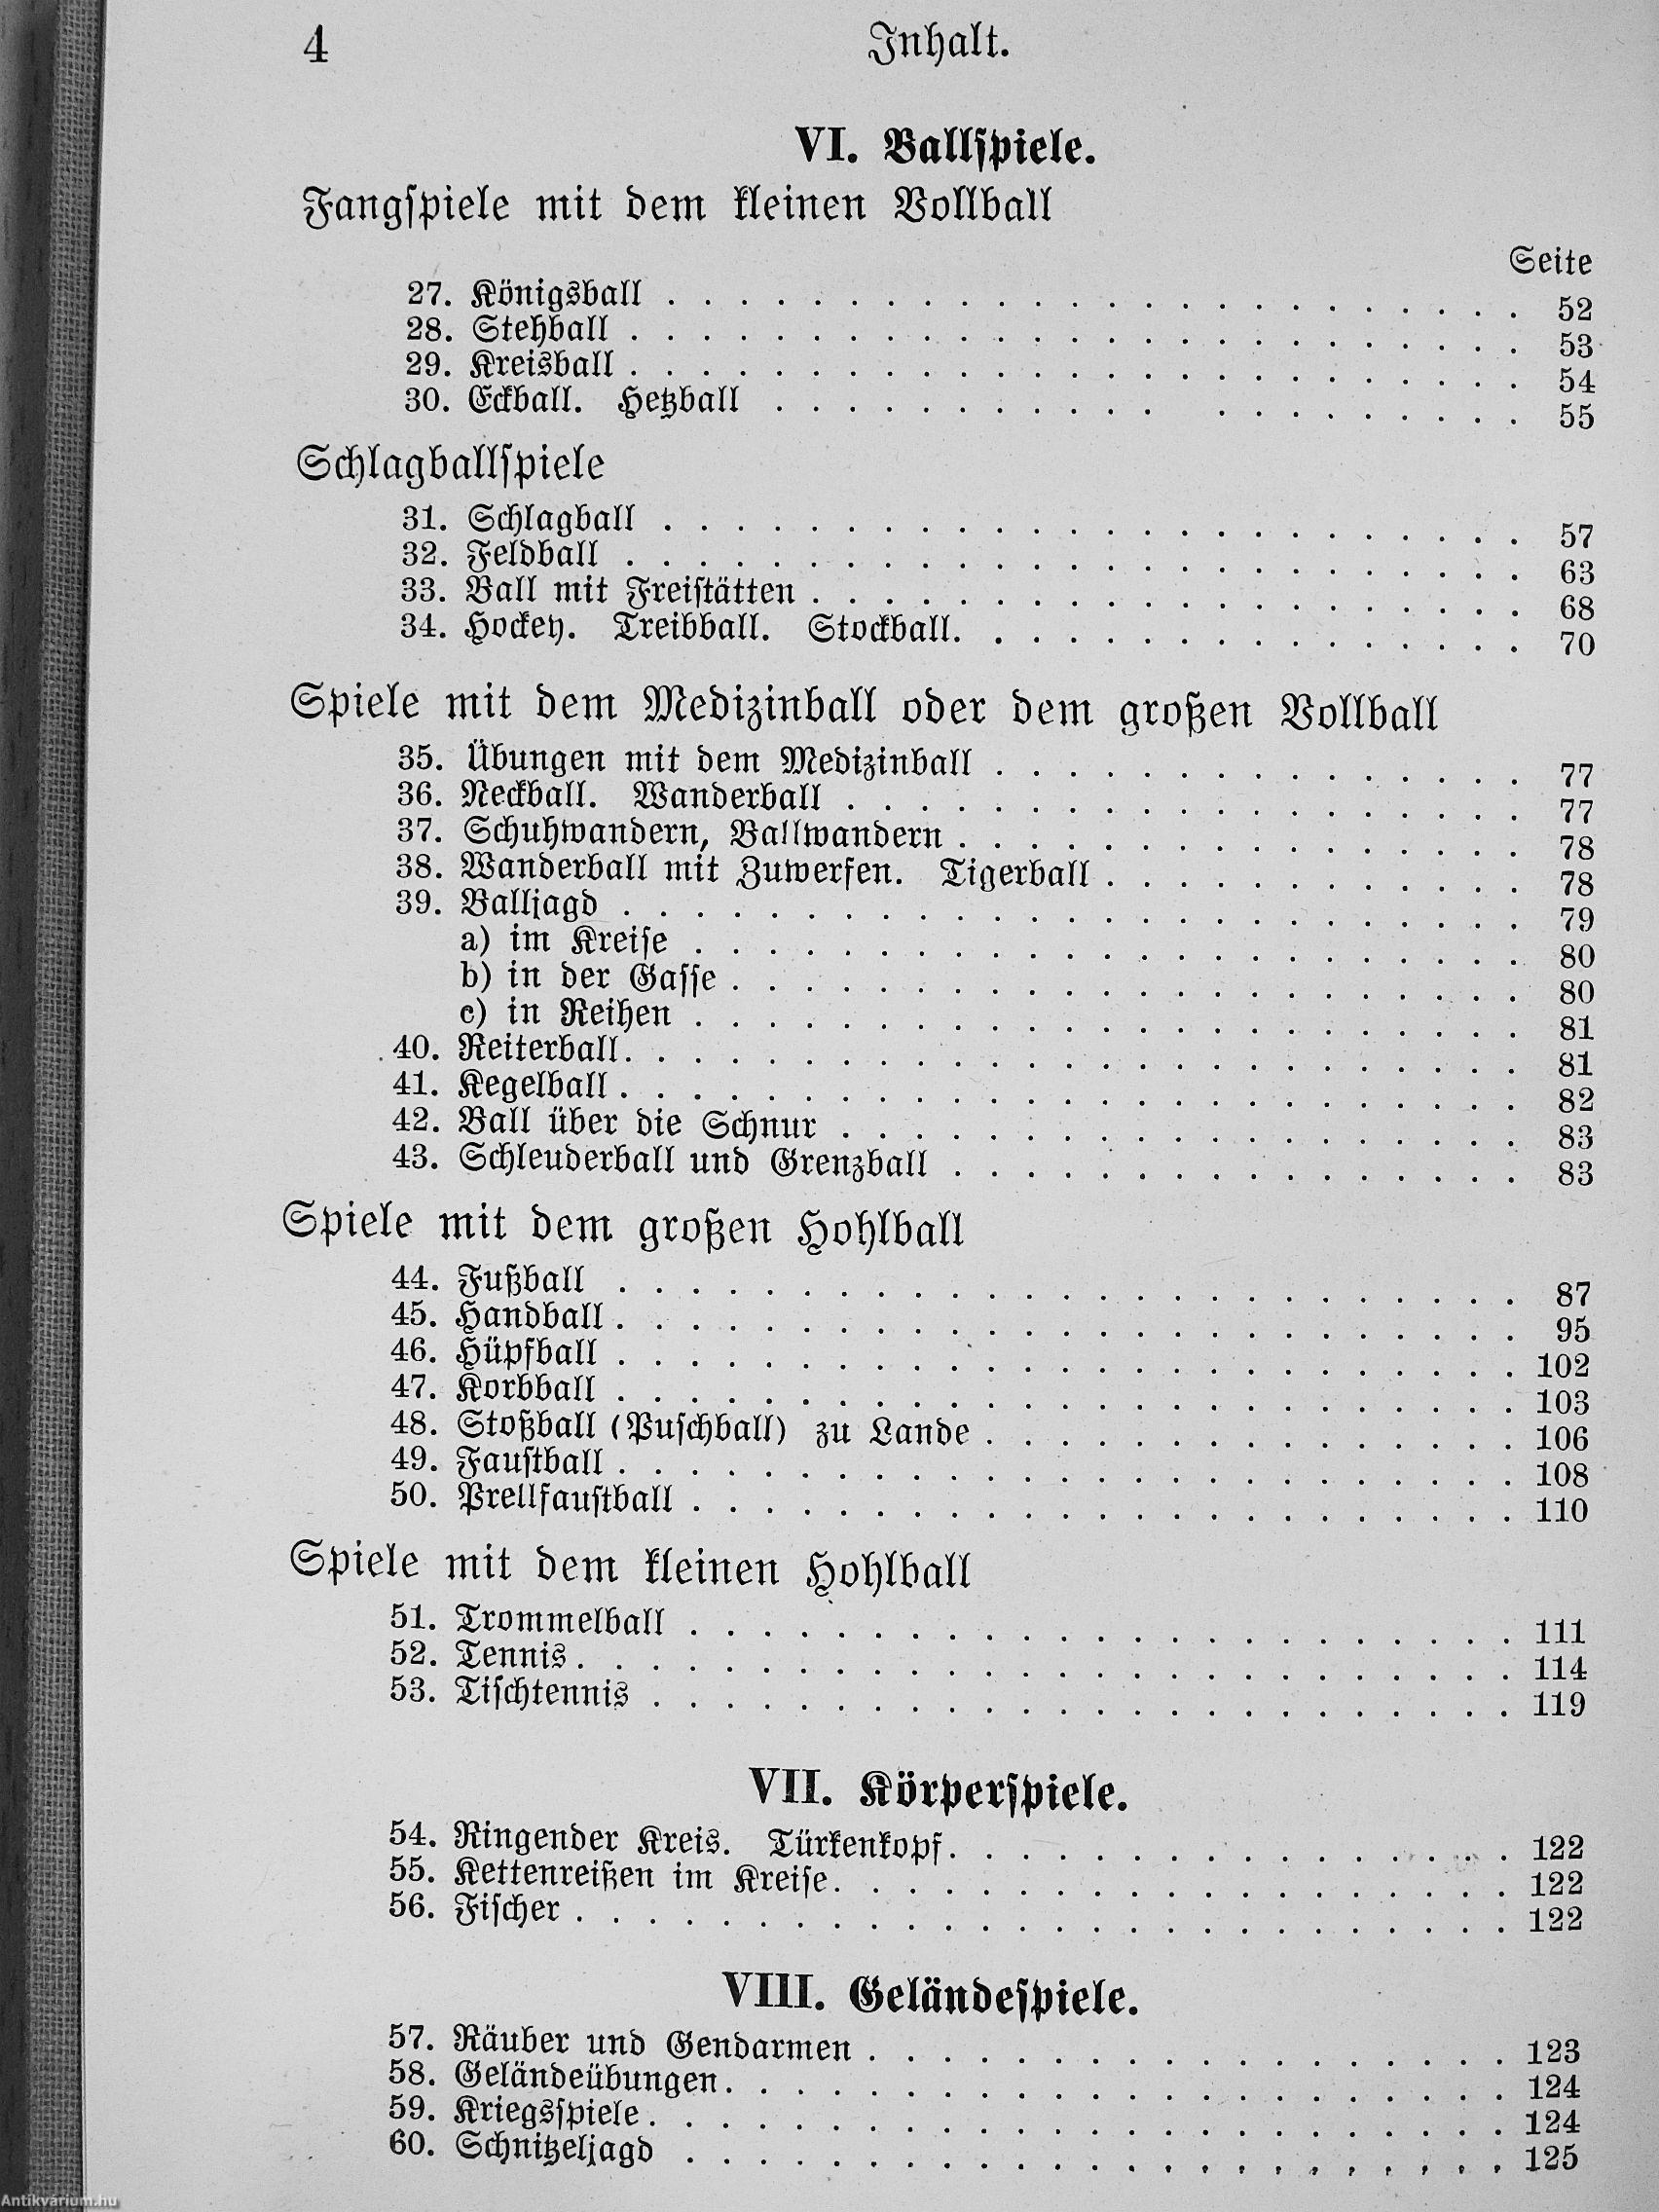 4 Inhalt.
VI. Ballspiele.
Fangspiele mit dem kleinen Vollball
Seite
27. Königsball . . . . . . . . . . . . . . . . . . . . . . . . 52
28. Stehball . . . . . . . . . . . . . . . . . . . . . . . . . 53
29. Kreisball . . . . . . . . . . . . . . . . . . . . . . . . . 54
30. Eckball. Hetzball . . . . . . . . . . . . . . . . . . . . 55
Schlagballspiele
31. Schlagball . . . . . . . . . . . . . . . . . . . . . . . . 57
32. Feldball . . . . . . . . . . . . . . . . . . . . . . . . . 63
33. Ball mit Freistätten . . . . . . . . . . . . . . . . . . . . 68
34. Hockey. Treibball. Stockball. . . . . . . . . . . . . . . . 70
Spiele mit dem Medizinball oder dem großen Vollball
35. Übungen mit dem Medizinball . . . . . . . . . . . . . . . 77
36. Neckball. Wanderball . . . . . . . . . . . . . . . . . . . 77
37. Schuhwandern, Ballwandern . . . . . . . . . . . . . . . . 78
38. Wanderball mit Zuwerfen. Tigerball . . . . . . . . . . . . 78
39. Balljagd . . . . . . . . . . . . . . . . . . . . . . . . . 79
a) im Kreise . . . . . . . . . . . . . . . . . . . . . . . 80
b) in der Gasse . . . . . . . . . . . . . . . . . . . . . . 80
c) in Reihen . . . . . . . . . . . . . . . . . . . . . . . 81
40. Reiterball . . . . . . . . . . . . . . . . . . . . . . . . . 81
41. Kegelball . . . . . . . . . . . . . . . . . . . . . . . . . 82
42. Ball über die Schnur . . . . . . . . . . . . . . . . . . . 83
43. Schleuderball und Grenzball . . . . . . . . . . . . . . . . 83
Spiele mit dem großen Hohlball
44. Fußball . . . . . . . . . . . . . . . . . . . . . . . . . 87
45. Handball . . . . . . . . . . . . . . . . . . . . . . . . . 95
46. Hüpfball . . . . . . . . . . . . . . . . . . . . . . . . . 102
47. Korbball . . . . . . . . . . . . . . . . . . . . . . . . . 103
48. Stoßball (Puschball) zu Lande . . . . . . . . . . . . . . . 106
49. Faustball . . . . . . . . . . . . . . . . . . . . . . . . . 108
50. Prellfaustball . . . . . . . . . . . . . . . . . . . . . . . 110
Spiele mit dem kleinen Hohlball
51. Trommelball . . . . . . . . . . . . . . . . . . . . . . . 111
52. Tennis . . . . . . . . . . . . . . . . . . . . . . . . . . 114
53. Tischtennis . . . . . . . . . . . . . . . . . . . . . . . . 119
VII. Körperspiele.
54. Ringender Kreis. Türkenkopf . . . . . . . . . . . . . . . . 122
55. Kettenreißen im Kreise . . . . . . . . . . . . . . . . . . . 122
56. Fischer . . . . . . . . . . . . . . . . . . . . . . . . . . 122
VIII. Geländespiele.
57. Räuber und Gendarmen . . . . . . . . . . . . . . . . . . 123
58. Geländeübungen . . . . . . . . . . . . . . . . . . . . . . 124
59. Kriegsspiele . . . . . . . . . . . . . . . . . . . . . . . . 124
60. Schnitzeljagd . . . . . . . . . . . . . . . . . . . . . . . 125
Antikvarium.hu